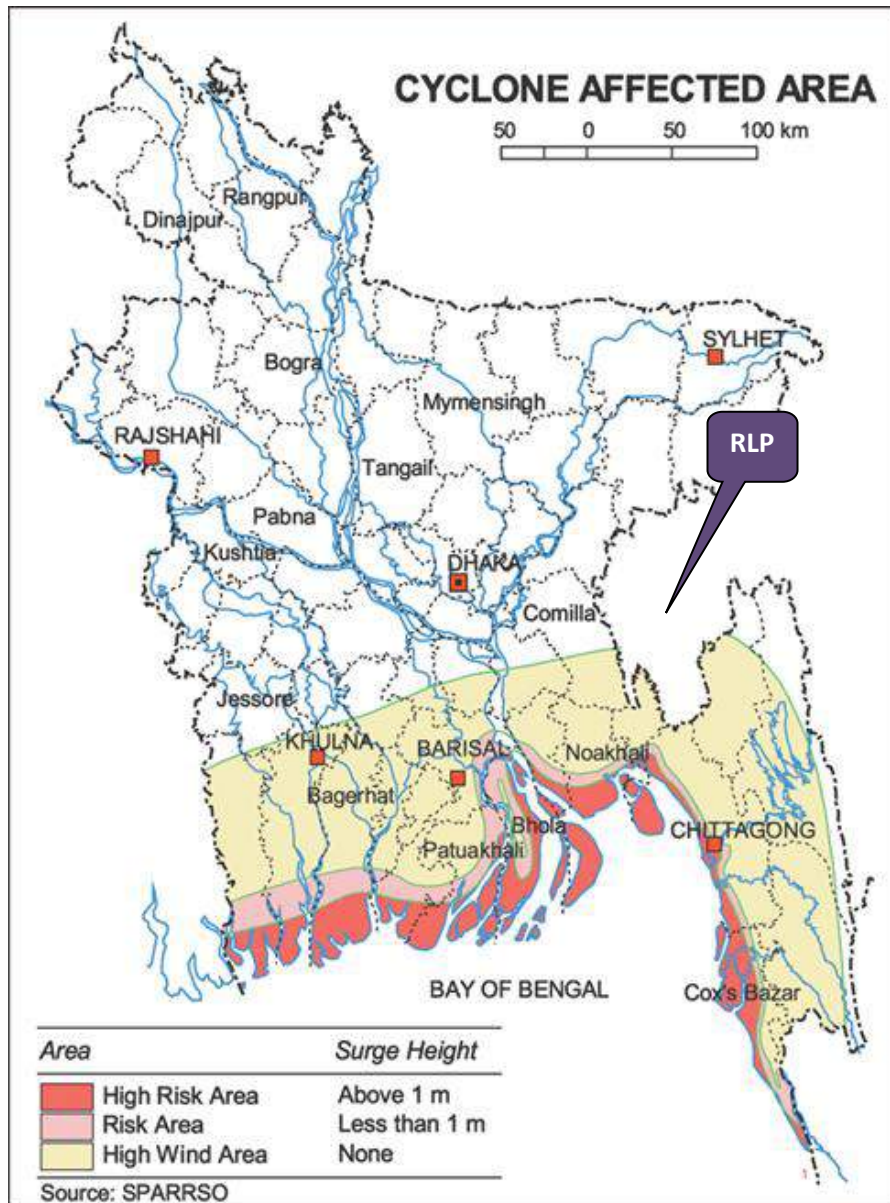 CYCLONE AFFECTED AREA
50 0 50 100 km
Rangpur
Dinajpur
SYLHET
Bogra
Mymensingh
RLP
RAJSHAHI
Tangail
Pabna
Kushtia
DHAKA
Comilla
Jessore
KHULNA
BARISAL
Noakhali
Bagerhat
CHITTAGONG
Bhola
Patuakhali
BAY OF BENGAL
Cox's Bazar
Area Surge Height
High Risk Area Above 1 m
Risk Area Less than 1 m
High Wind Area None
1
Source: SPARRSO